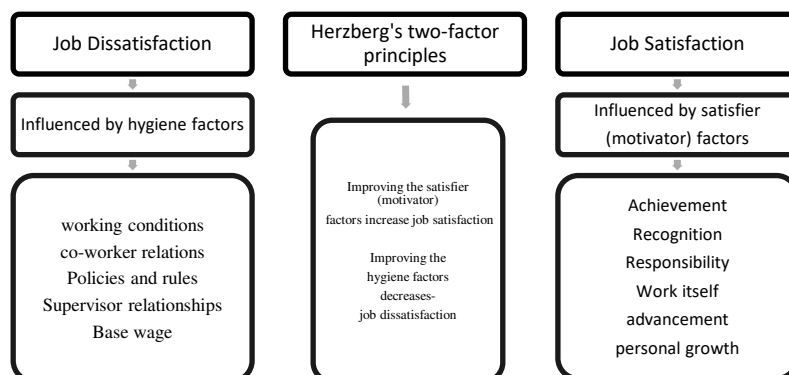 Job Dissatisfaction
Influenced by hygiene factors
working conditions
co-worker relations
Policies and rules
Supervisor relationships
Base wage
Herzberg's two-factor
principles
Improving the satisfier
(motivator)
factors increase job satisfaction
Improving the
hygiene factors
decreases-
job dissatisfaction
Job Satisfaction
Influenced by satisfier
(motivator) factors
Achievement
Recognition
Responsibility
Work itself
advancement
personal growth